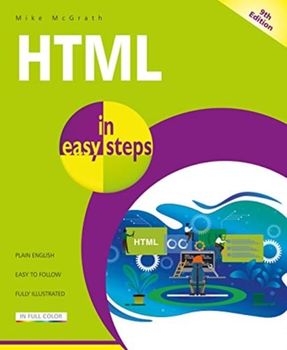 Mike McGrath
HTML
9th
Edition
in
easy steps
HTML
PLAIN ENGLISH
EASY TO FOLLOW
FULLY ILLUSTRATED
IN FULL COLOR